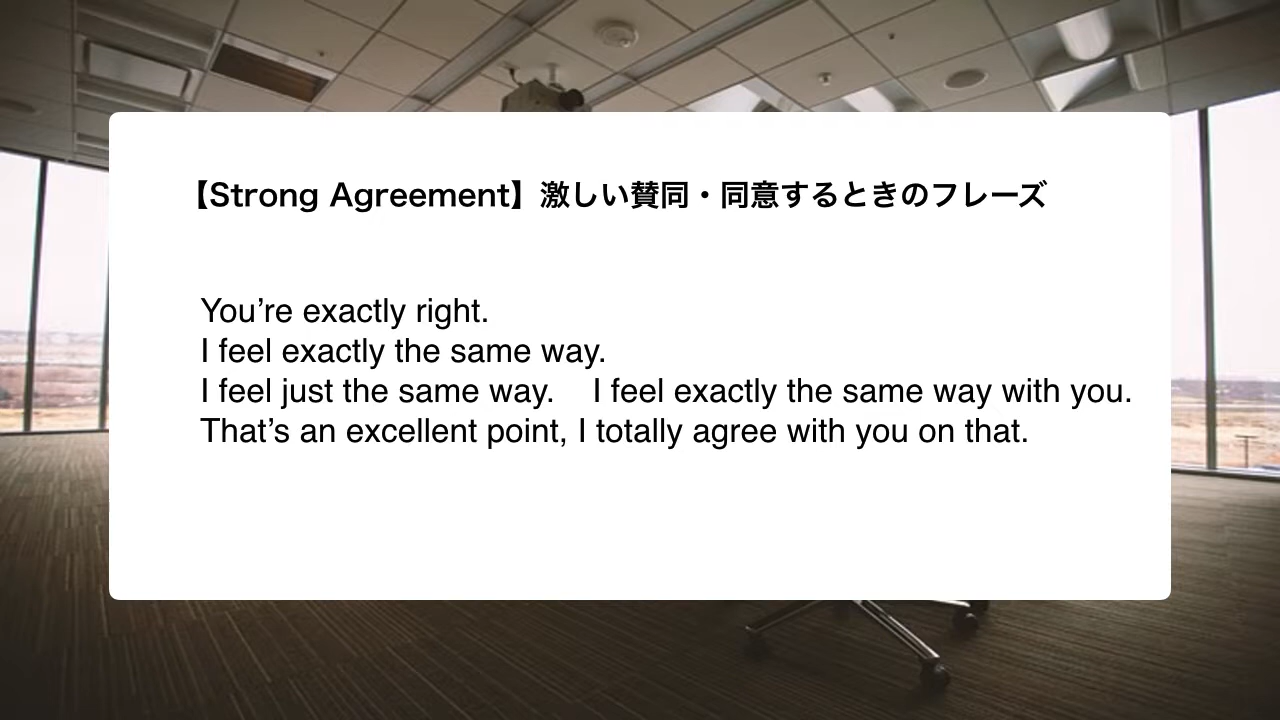 【Strong Agreement】激しい賛同・同意するときのフレーズ
You’re exactly right.
I feel exactly the same way.
I feel just the same way.    I feel exactly the same way with you.
That’s an excellent point, I totally agree with you on that.